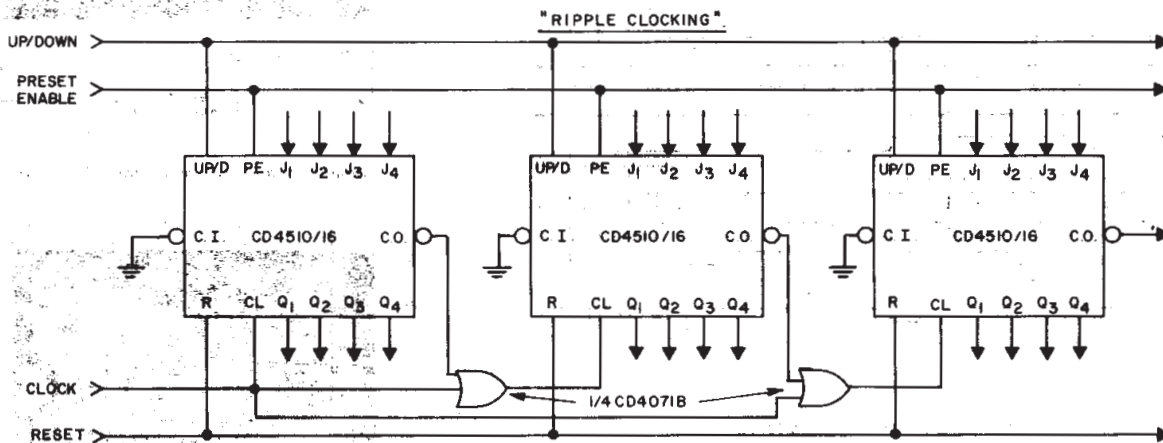 "RIPPLE CLOCKING"
UP/DOWN
PRESET
ENABLE
UP/D PE J1 J2 J3 J4
UP/D PE J1 J2 J3 J4
UP/D PE J1 J2 J3 J4
C.I. CD4510/16 C.O.
C.I. CD4510/16 C.O.
C.I. CD4510/16 C.O.
R CL Q1 Q2 Q3 Q4
R CL Q1 Q2 Q3 Q4
R CL Q1 Q2 Q3 Q4
CLOCK
1/4 CD4071B
RESET